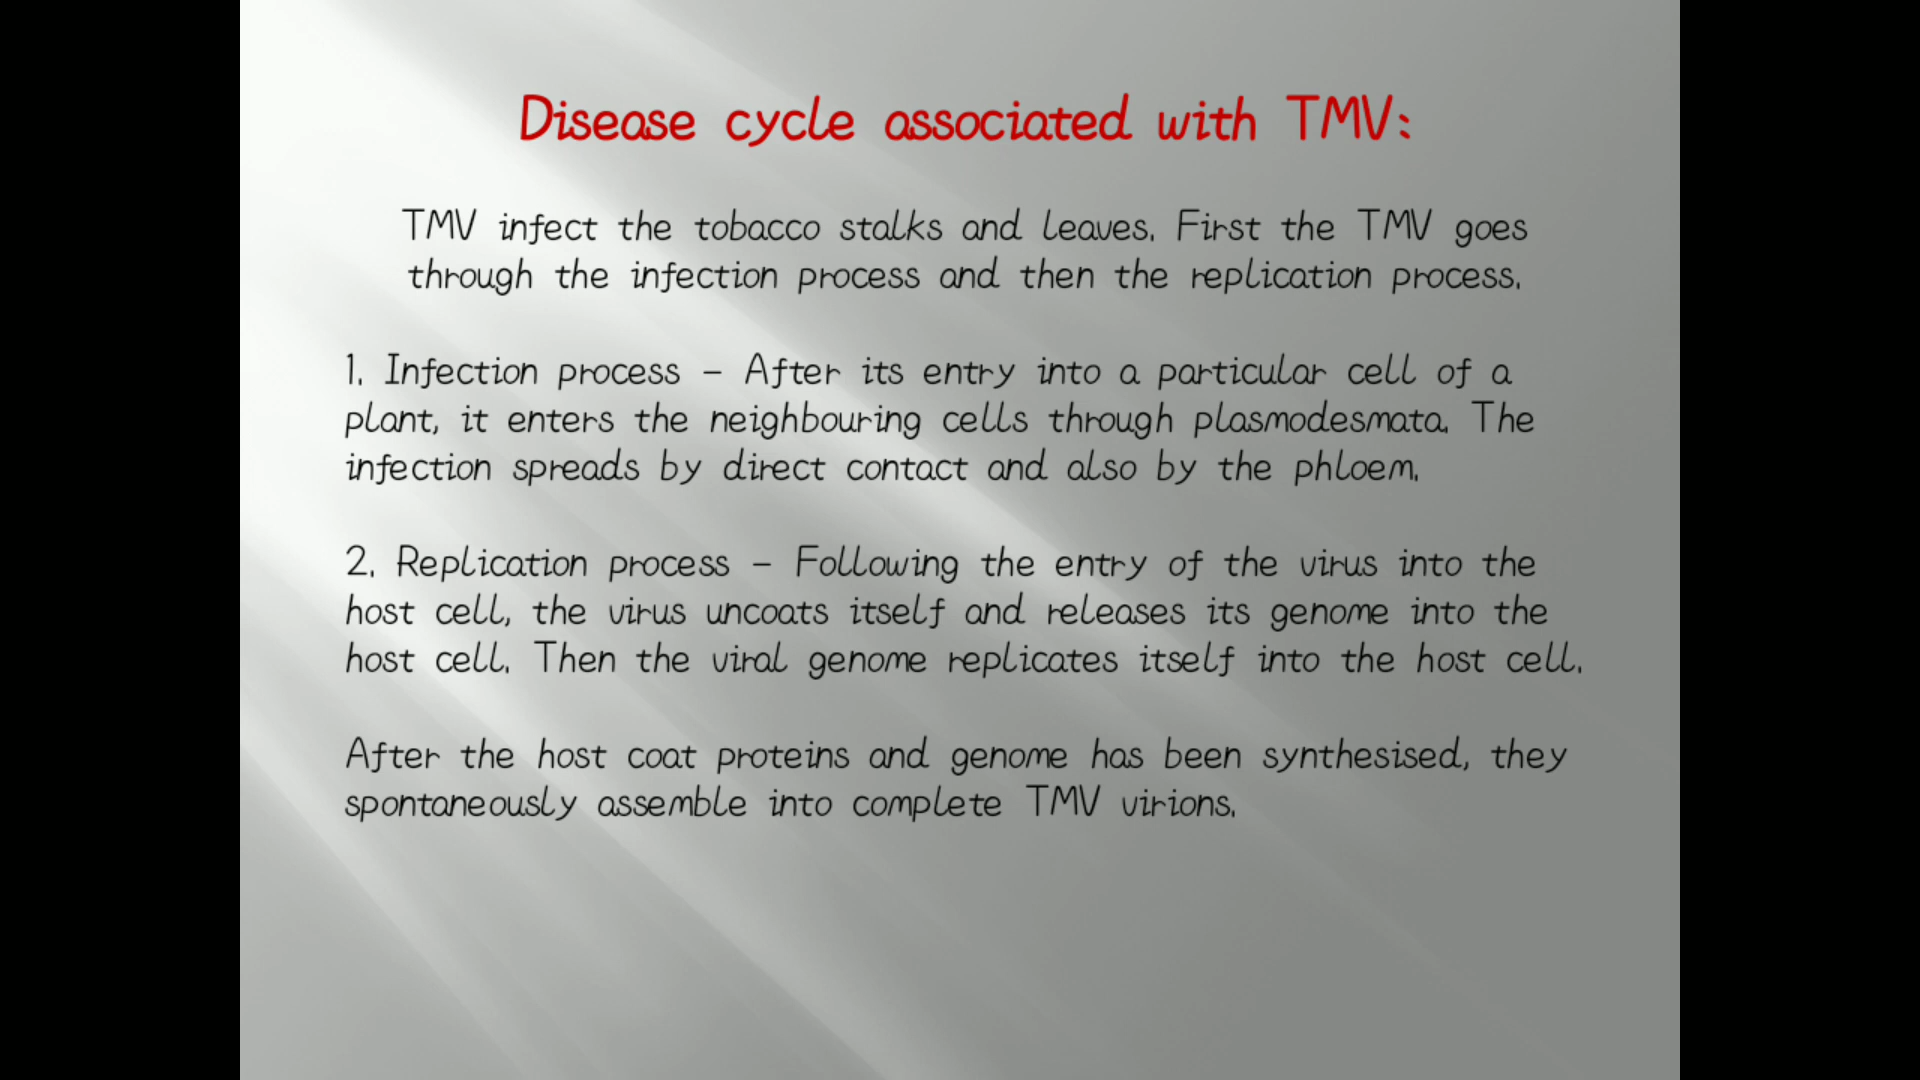 Disease cycle associated with TMV:
TMV infect the tobacco stalks and leaves. First the TMV goes
through the infection process and then the replication process.
1. Infection process – After its entry into a particular cell of a
plant, it enters the neighbouring cells through plasmodesmata. The
infection spreads by direct contact and also by the phloem.
2. Replication process – Following the entry of the virus into the
host cell, the virus uncoats itself and releases its genome into the
host cell. Then the viral genome replicates itself into the host cell.
After the host coat proteins and genome has been synthesised, they
spontaneously assemble into complete TMV virions.